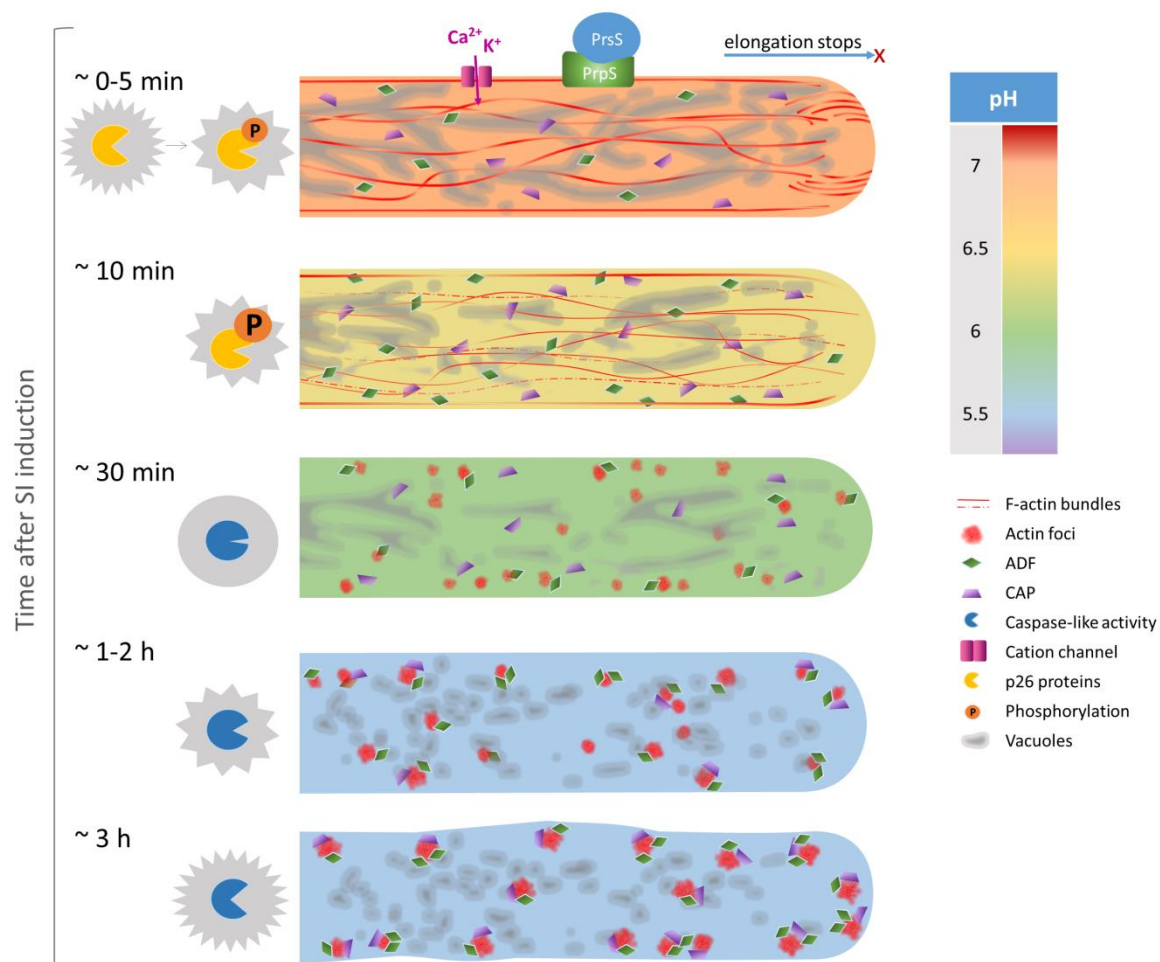 Time after SI induction
~ 0-5 min
Ca²⁺
K⁺
PrsS
PrpS
elongation stops
X
P
~ 10 min
P
~ 30 min
~ 1-2 h
~ 3 h
pH
7
6.5
6
5.5
F-actin bundles
Actin foci
ADF
CAP
Caspase-like activity
Cation channel
p26 proteins
P
Phosphorylation
Vacuoles